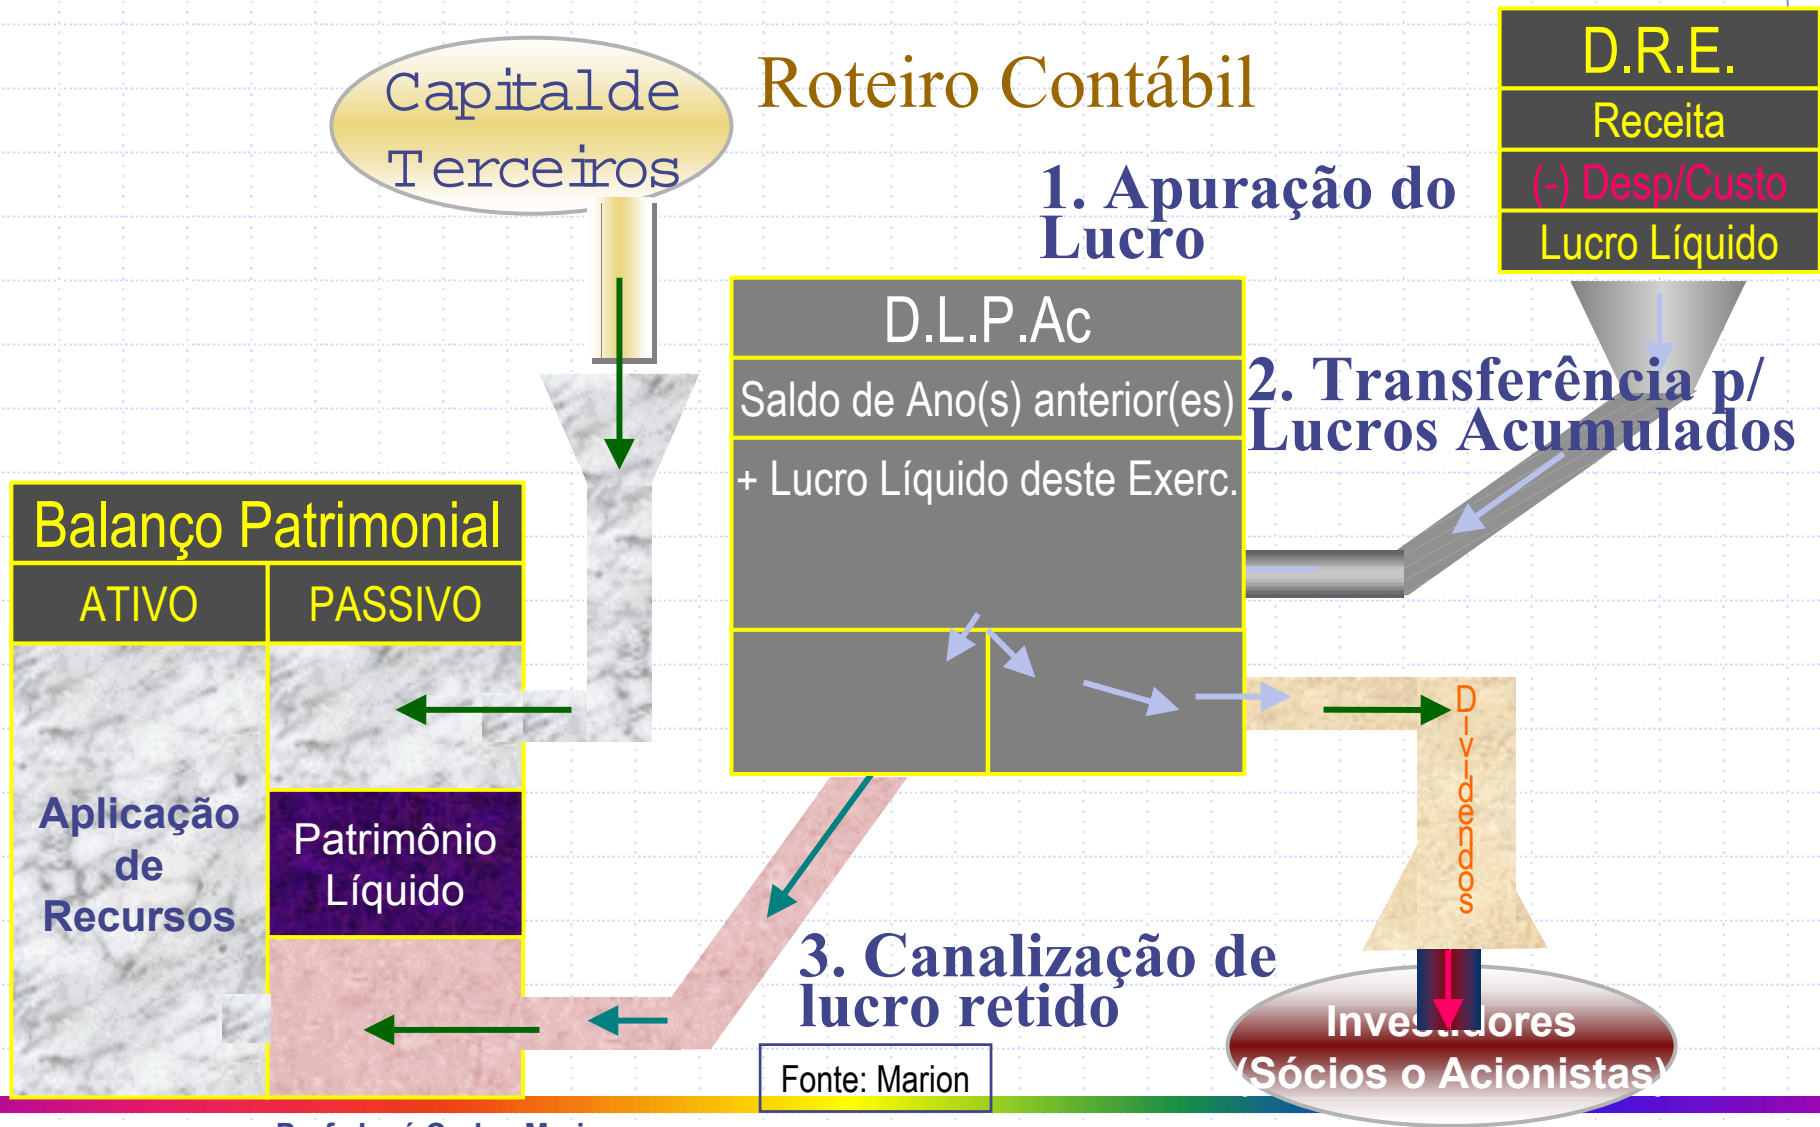 Roteiro Contábil
Capital de
Terceiros
D.R.E.
Receita
(-) Desp/Custo
Lucro Líquido
1. Apuração do
Lucro
D.L.P.Ac
Saldo de Ano(s) anterior(es)
+ Lucro Líquido deste Exerc.
2. Transferência p/
Lucros Acumulados
Balanço Patrimonial
ATIVO
PASSIVO
Aplicação
de
Recursos
Patrimônio
Líquido
Dividendos
3. Canalização de
lucro retido
Investidores
(Sócios o Acionistas)
Fonte: Marion